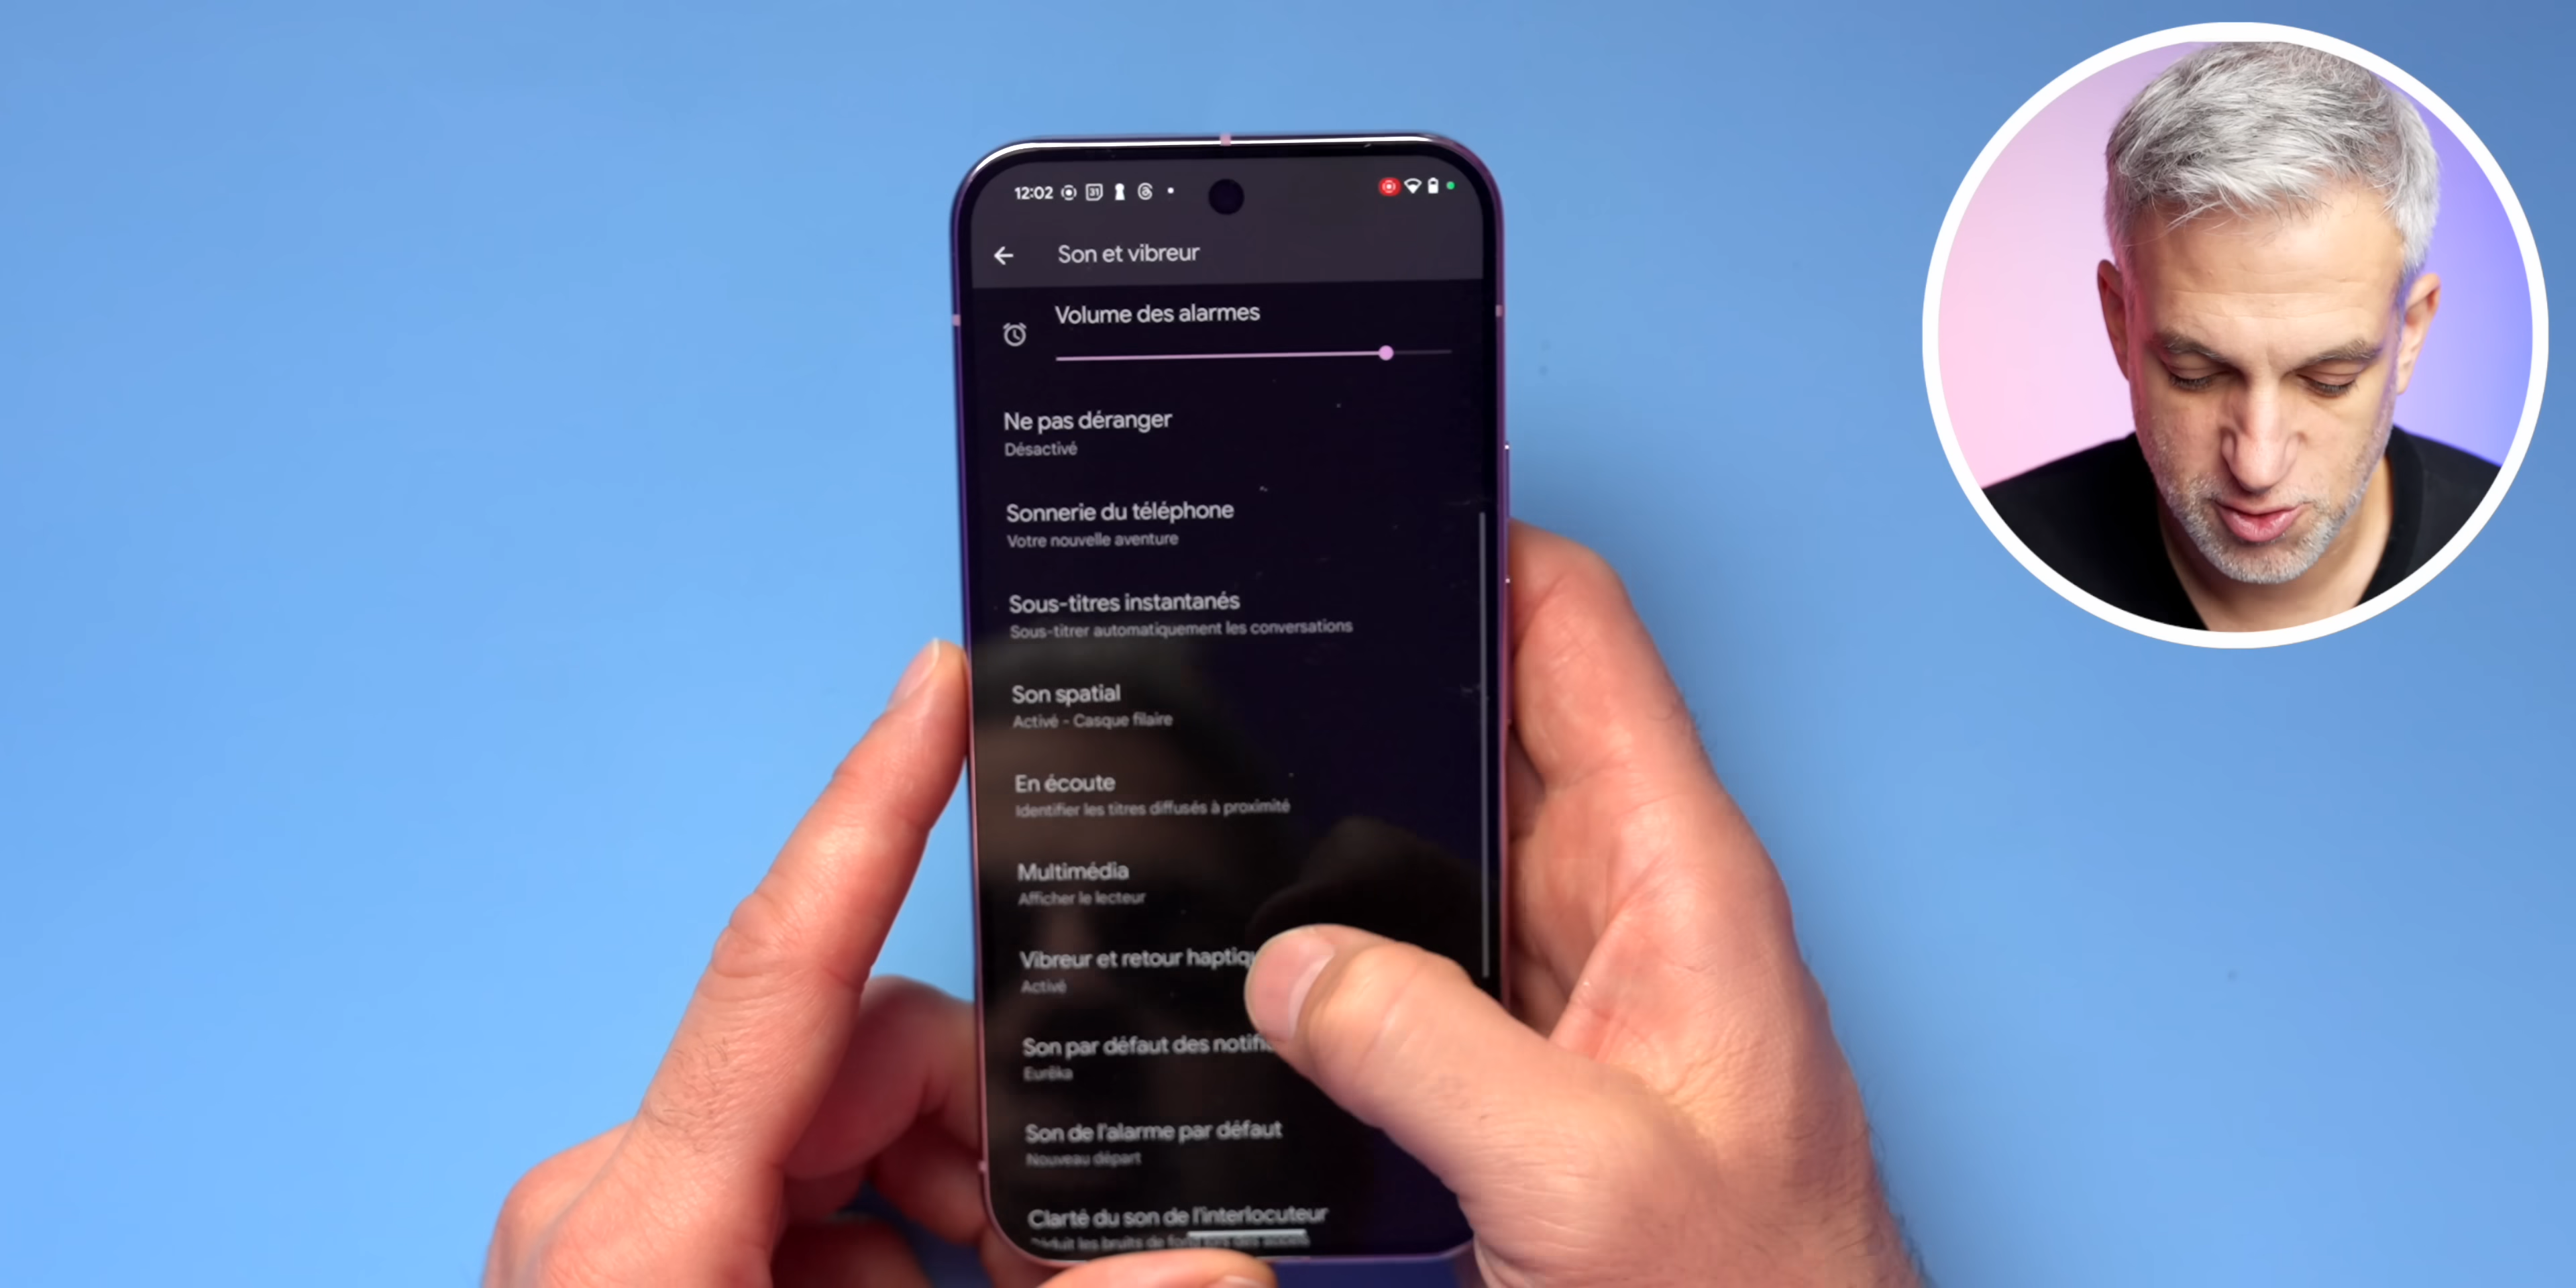 12:02
Son et vibreur
Volume des alarmes
Ne pas déranger
Désactivé
Sonnerie du téléphone
Votre nouvelle aventure
Sous-titres instantanés
Sous-titrer automatiquement les conversations
Son spatial
Activé - Casque filaire
En écoute
Identifier les titres diffusés à proximité
Multimédia
Afficher le lecteur
Vibreur et retour
Activé
Son par défaut des
Eurêka
Son de l'alarme par défaut
Nouveau départ
Clarté du son de l'interlocuteur
les bruits de